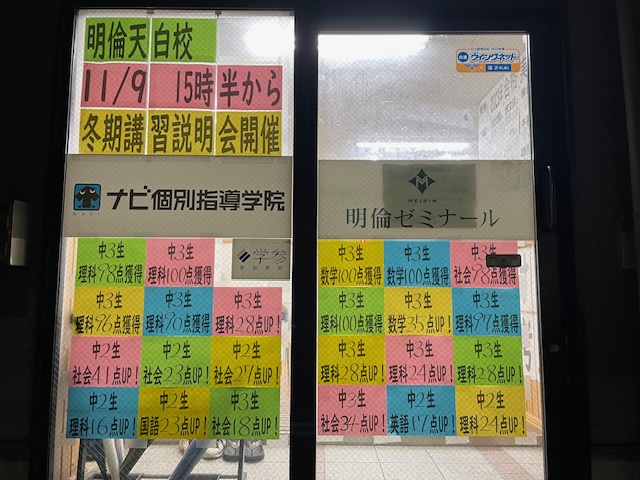 明倫天白校
11/9 15時半から
冬期講習説明会開催
ナビ個別指導学院
NAVI
学参
中3生
理科98点獲得
中3生
理科100点獲得
中3生
理科96点獲得
中3生
理科96点獲得
中3生
理科28点UP!
中2生
社会41点UP!
中2生
社会23点UP!
中2生
社会27点UP!
中2生
理科16点UP!
中2生
国語23点UP!
中3生
社会18点UP!
ウイングネット
MEIRIN
明倫ゼミナール
中3生
数学100点獲得
中3生
数学100点獲得
中3生
社会98点獲得
中3生
理科100点獲得
中3生
数学35点UP!
中3生
理科97点獲得
中3生
理科28点UP!
中3生
理科24点UP!
中3生
理科28点UP!
中3生
社会34点UP!
中2生
英語17点UP!
中2生
理科24点UP!